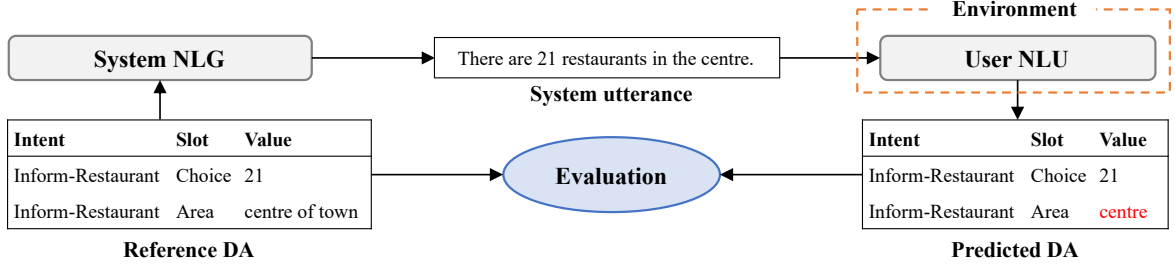 Environment
System NLG
There are 21 restaurants in the centre.
User NLU
System utterance
Intent Slot Value
Inform-Restaurant Choice 21
Inform-Restaurant Area centre of town
Reference DA
Evaluation
Intent Slot Value
Inform-Restaurant Choice 21
Inform-Restaurant Area centre
Predicted DA